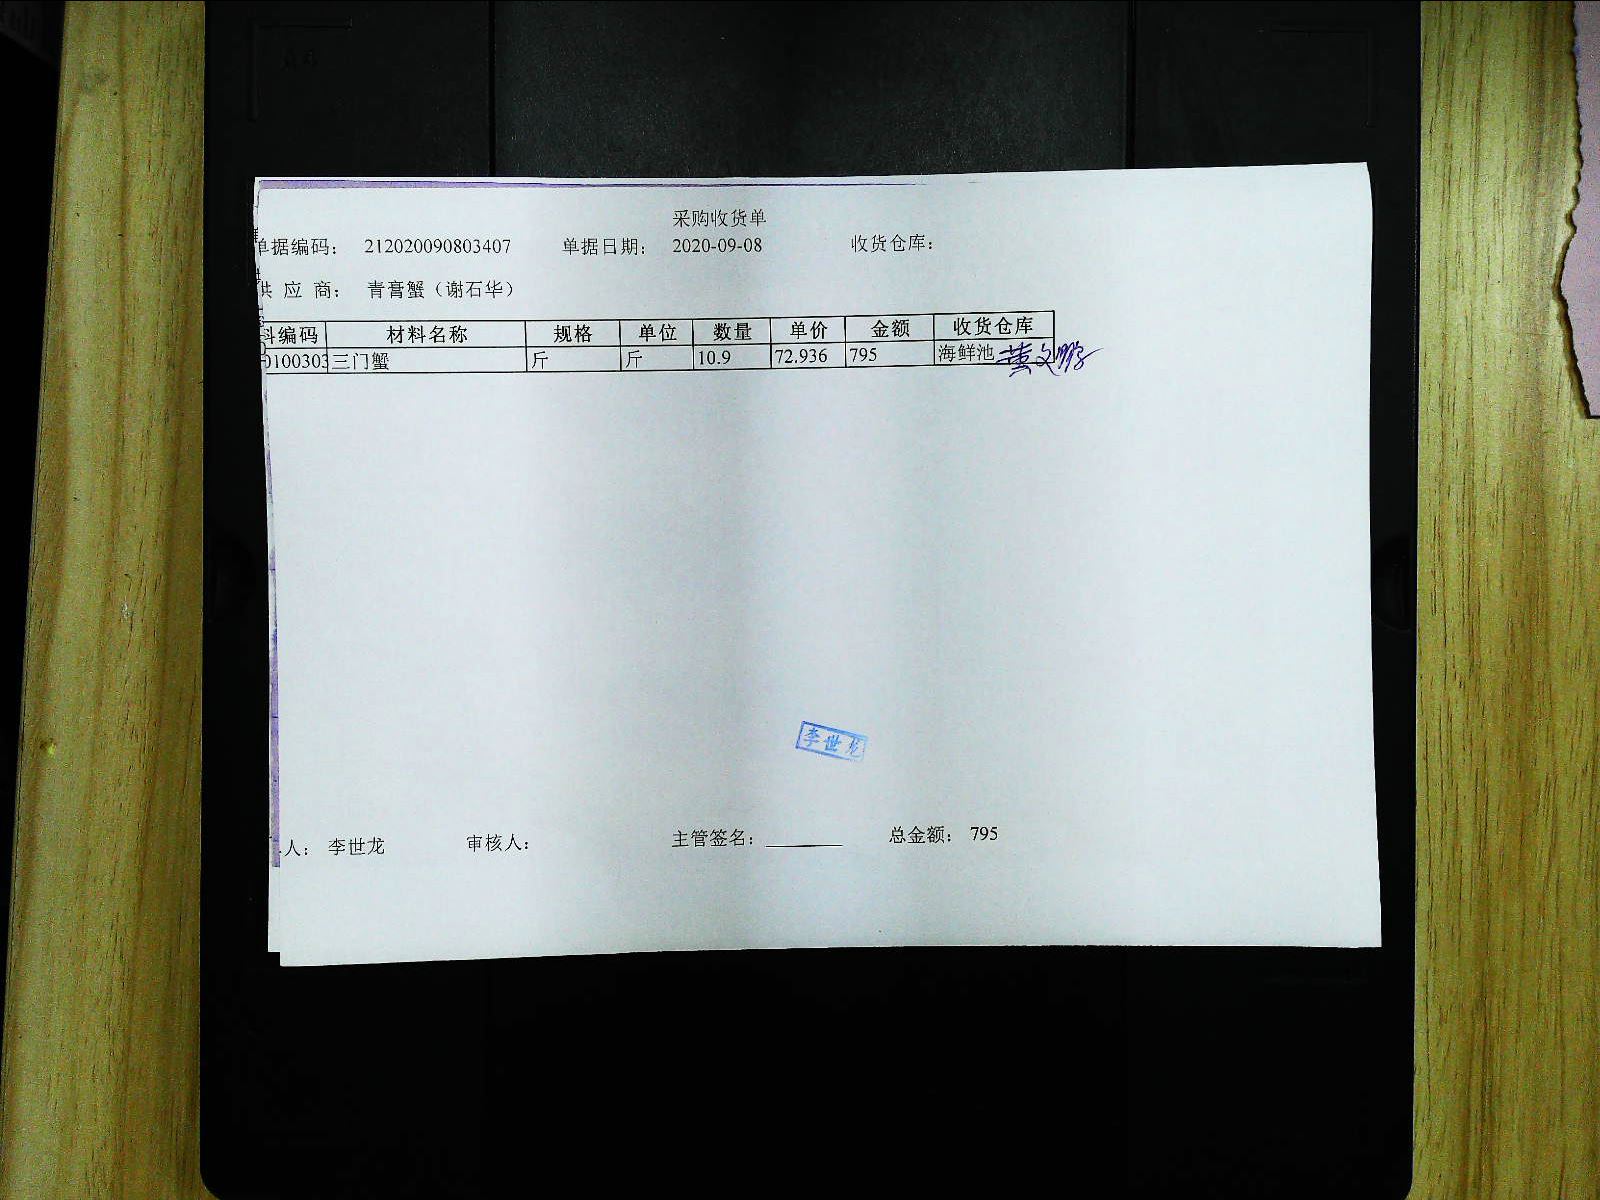 采购收货单
单据编码： 212020090803407 单据日期： 2020-09-08 收货仓库：
供 应 商： 青膏蟹（谢石华）
料编码 材料名称 规格 单位 数量 单价 金额 收货仓库
0100303 三门蟹 斤 斤 10.9 72.936 795 海鲜池
李世龙
人： 李世龙 审核人： 主管签名： 总金额： 795